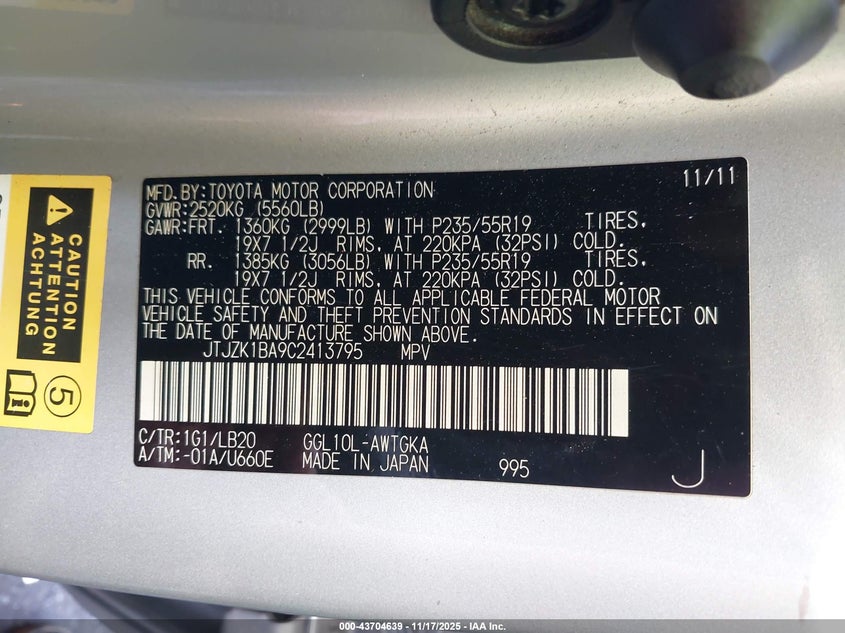 MFD.BY:TOYOTA MOTOR CORPORATION 11/11
GVWR:2520KG (5560LB)
GAWR:FRT. 1360KG (2999LB) WITH P235/55R19 TIRES,
19X7 1/2J RIMS, AT 220KPA (32PSI) COLD.
RR. 1385KG (3056LB) WITH P235/55R19 TIRES,
19X7 1/2J RIMS, AT 220KPA (32PSI) COLD.
THIS VEHICLE CONFORMS TO ALL APPLICABLE FEDERAL MOTOR
VEHICLE SAFETY AND THEFT PREVENTION STANDARDS IN EFFECT ON
THE DATE OF MANUFACTURE SHOWN ABOVE.
JTJZK1BA9C2413795 MPV
C/TR:1G1/LB20 GGL10L-AWTGKA
A/TM:-01A/U660E MADE IN JAPAN 995 J
CAUTION
ATTENTION
ACHTUNG
5
000-43704639 - 11/17/2025 - IAA Inc.